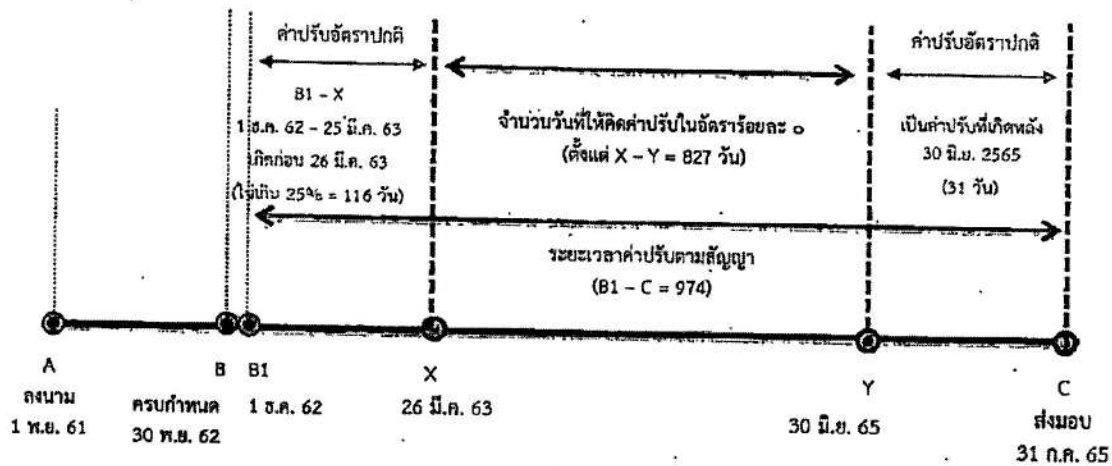 ค่าปรับอัตราปกติ
B1 - X
1 ธ.ค. 62 - 25 มี.ค. 63
เกิดก่อน 26 มี.ค. 63
(ไม่เกิน 25% = 116 วัน)
จำนวนวันที่ให้คิดค่าปรับในอัตราร้อยละ ๐
(ตั้งแต่ X - Y = 827 วัน)
ค่าปรับอัตราปกติ
เป็นค่าปรับที่เกิดหลัง
30 มิ.ย. 2565
(31 วัน)
ระยะเวลาค่าปรับตามสัญญา
(B1 - C = 974)
A
ลงนาม
1 พ.ย. 61
B
ครบกำหนด
30 พ.ย. 62
B1
1 ธ.ค. 62
X
26 มี.ค. 63
Y
30 มิ.ย. 65
C
ส่งมอบ
31 ก.ค. 65